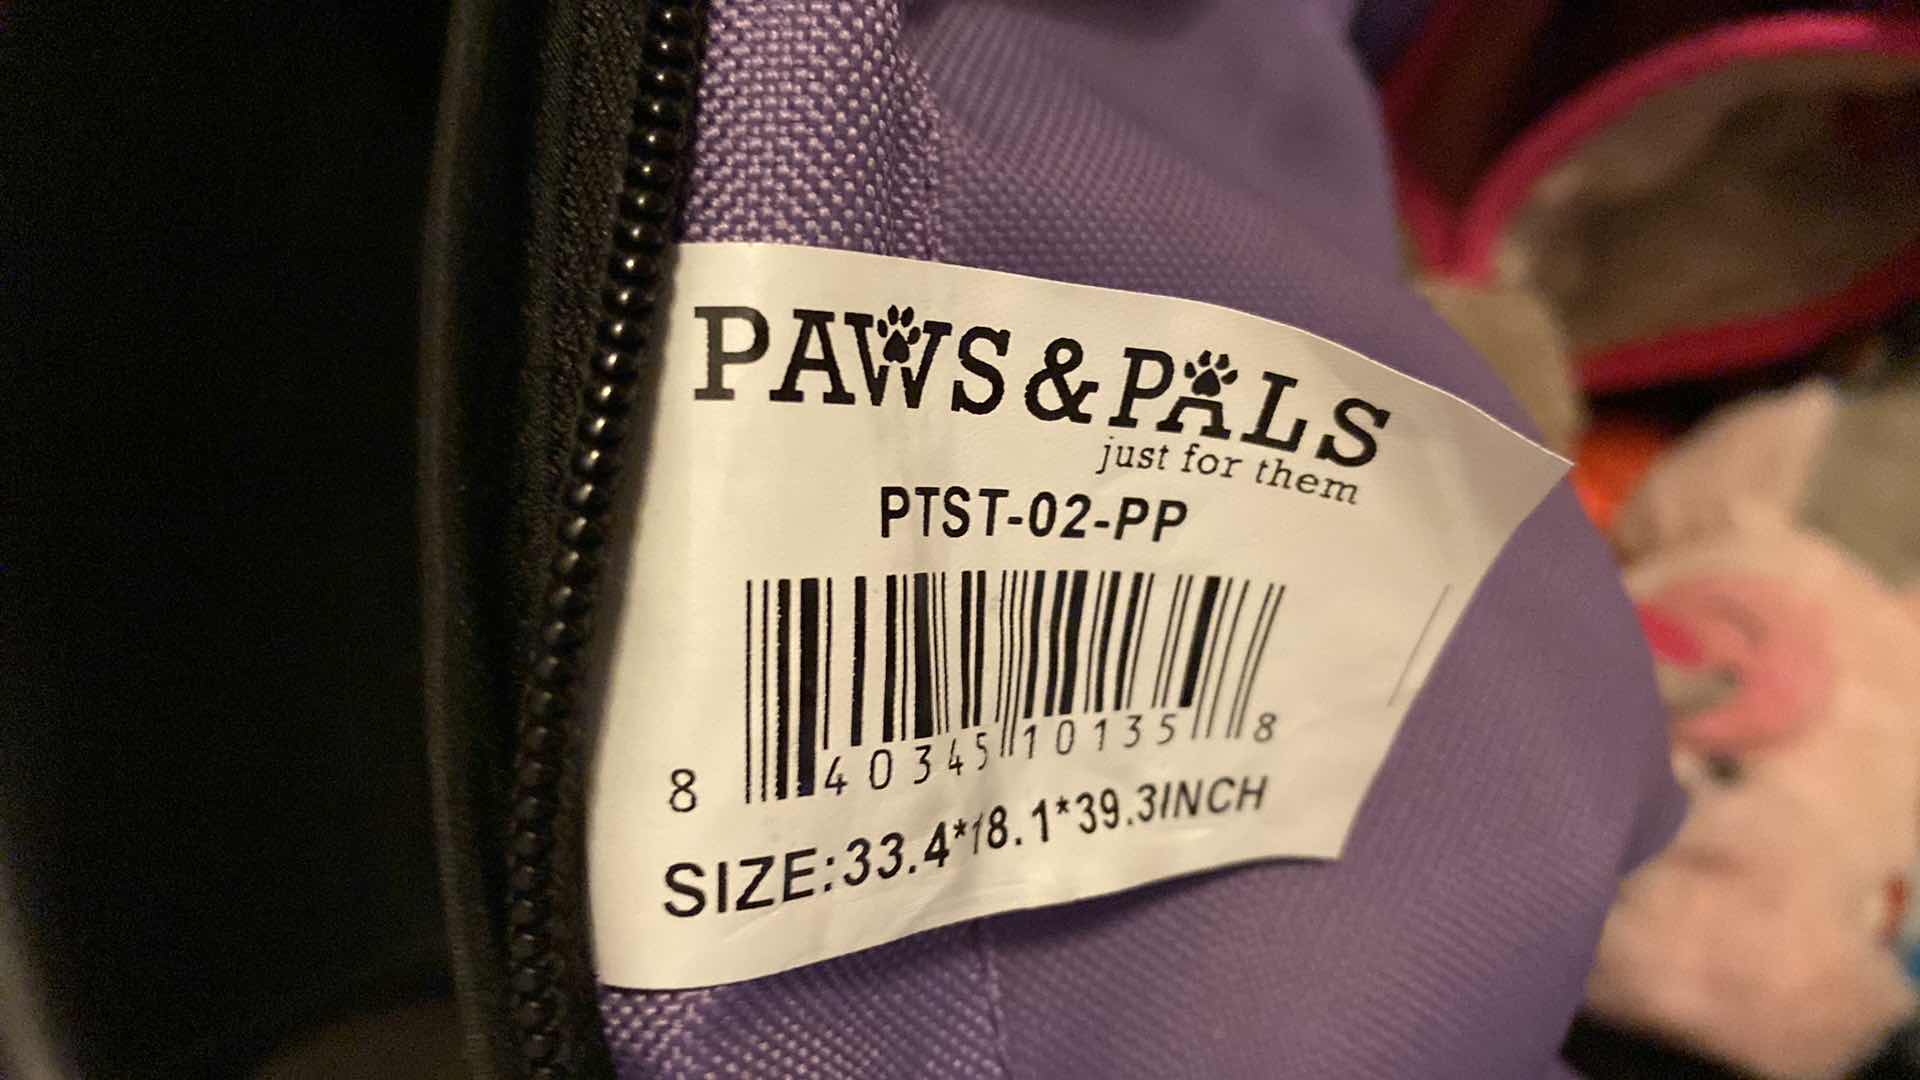 PAWS&PALS
just for them
PTST-02-PP
8 40345 10135 8
SIZE:33.4*18.1*39.3INCH